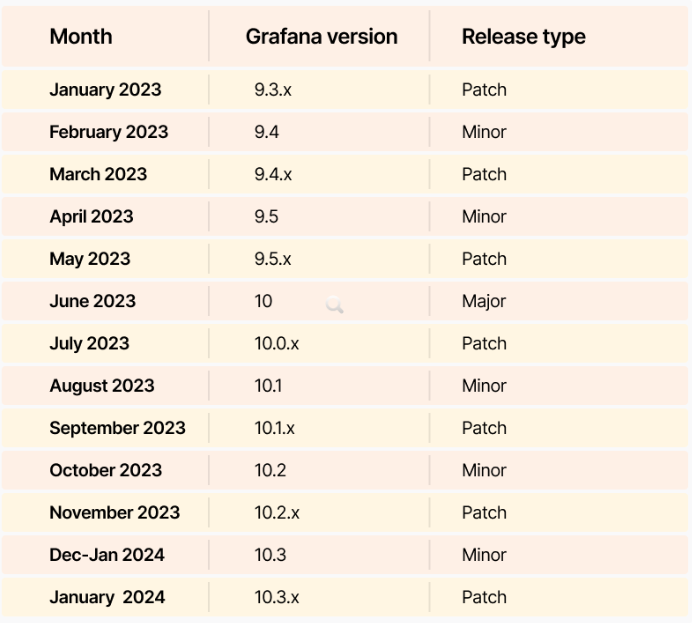 Month Grafana version Release type
January 2023 9.3.x Patch
February 2023 9.4 Minor
March 2023 9.4.x Patch
April 2023 9.5 Minor
May 2023 9.5.x Patch
June 2023 10 Major
July 2023 10.0.x Patch
August 2023 10.1 Minor
September 2023 10.1.x Patch
October 2023 10.2 Minor
November 2023 10.2.x Patch
Dec-Jan 2024 10.3 Minor
January 2024 10.3.x Patch